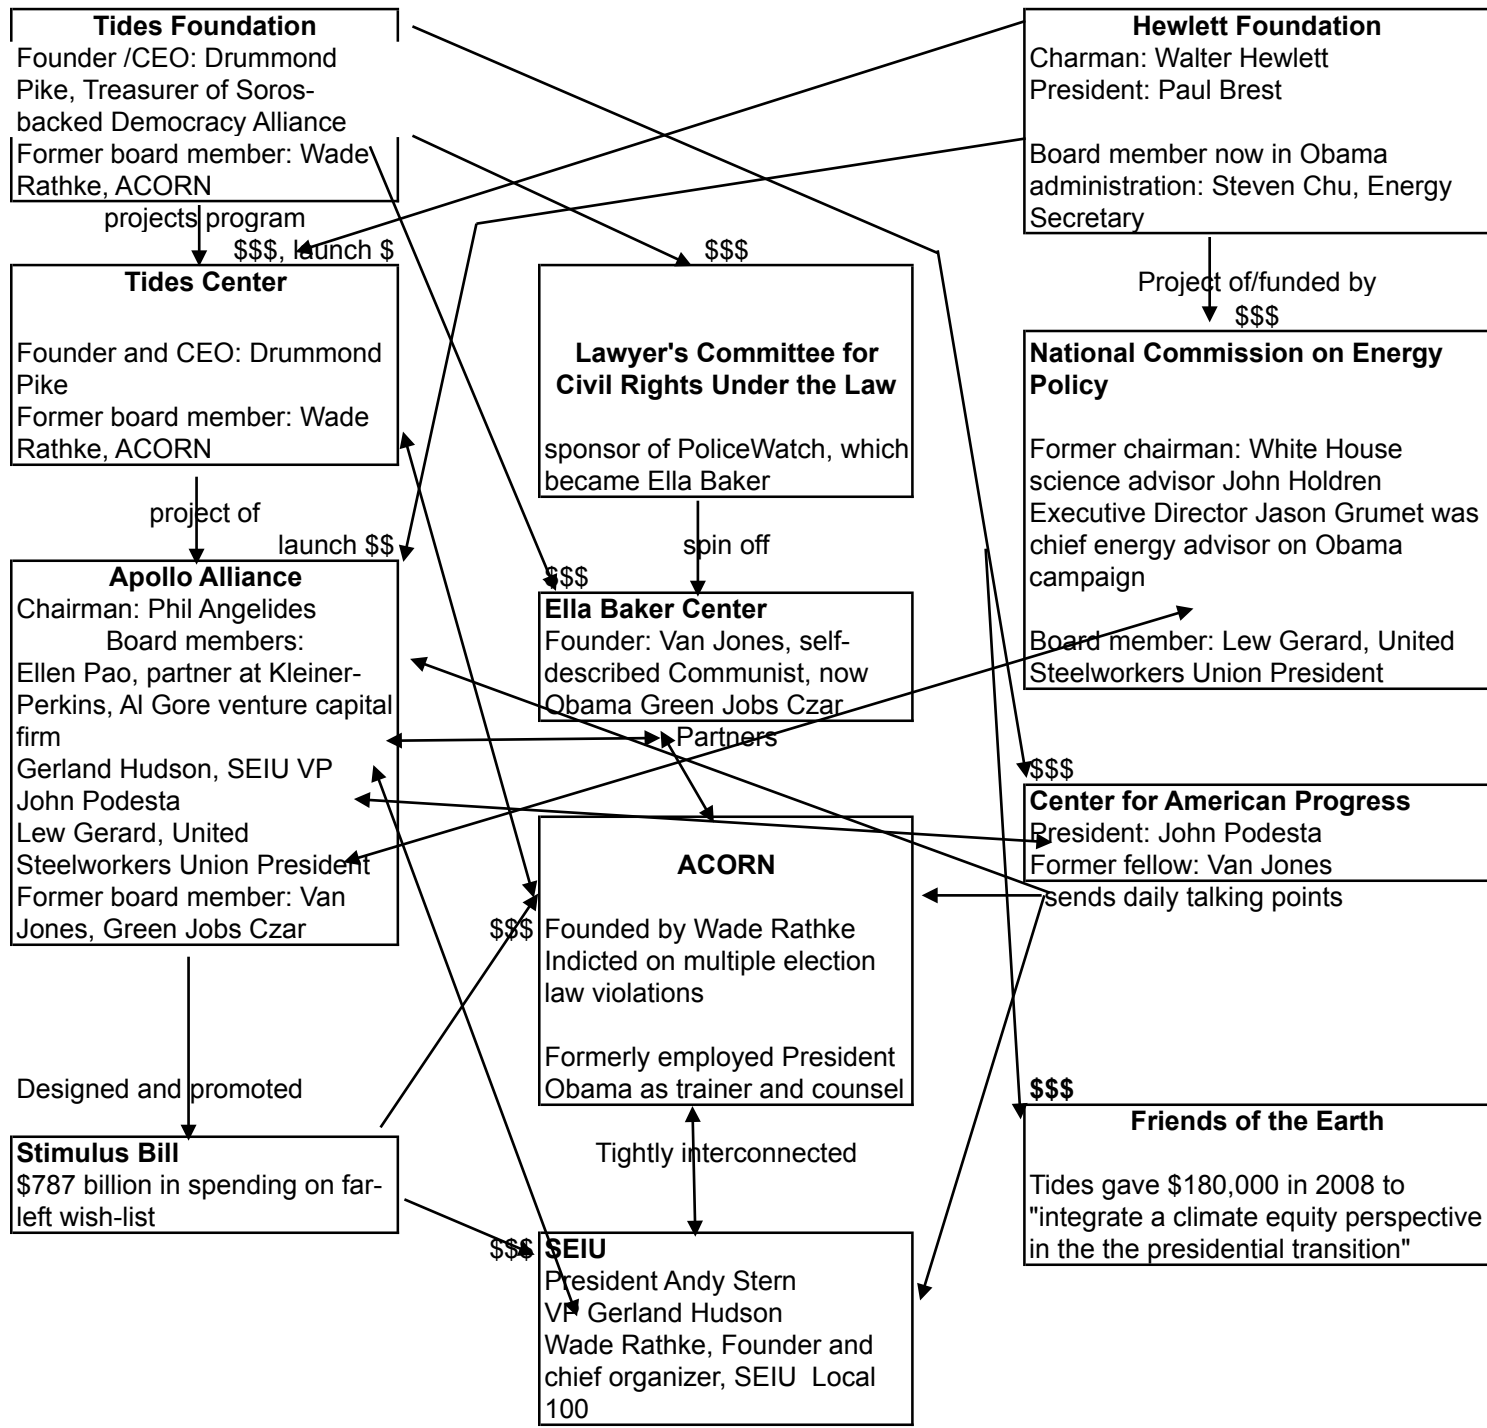 Tides Foundation
Founder /CEO: Drummond
Pike, Treasurer of Soros-
backed Democracy Alliance
Former board member: Wade
Rathke, ACORN
projects program
$$$, launch $
Tides Center
Founder and CEO: Drummond
Pike
Former board member: Wade
Rathke, ACORN
project of
launch $$
Apollo Alliance
Chairman: Phil Angelides
Board members:
Ellen Pao, partner at Kleiner-
Perkins, Al Gore venture capital
firm
Gerland Hudson, SEIU VP
John Podesta
Lew Gerard, United
Steelworkers Union President
Former board member: Van
Jones, Green Jobs Czar
Designed and promoted
Stimulus Bill
$787 billion in spending on far-
left wish-list
$$$
Lawyer's Committee for
Civil Rights Under the Law
sponsor of PoliceWatch, which
became Ella Baker
spin off
$$$
Ella Baker Center
Founder: Van Jones, self-
described Communist, now
Obama Green Jobs Czar
Partners
ACORN
$$$
Founded by Wade Rathke
Indicted on multiple election
law violations
Formerly employed President
Obama as trainer and counsel
Tightly interconnected
$$$
SEIU
President Andy Stern
VP Gerland Hudson
Wade Rathke, Founder and
chief organizer, SEIU Local
100
Hewlett Foundation
Charman: Walter Hewlett
President: Paul Brest
Board member now in Obama
administration: Steven Chu, Energy
Secretary
Project of/funded by
$$$
National Commission on Energy
Policy
Former chairman: White House
science advisor John Holdren
Executive Director Jason Grumet was
chief energy advisor on Obama
campaign
Board member: Lew Gerard, United
Steelworkers Union President
$$$
Center for American Progress
President: John Podesta
Former fellow: Van Jones
sends daily talking points
$$$
Friends of the Earth
Tides gave $180,000 in 2008 to
"integrate a climate equity perspective
in the the presidential transition"